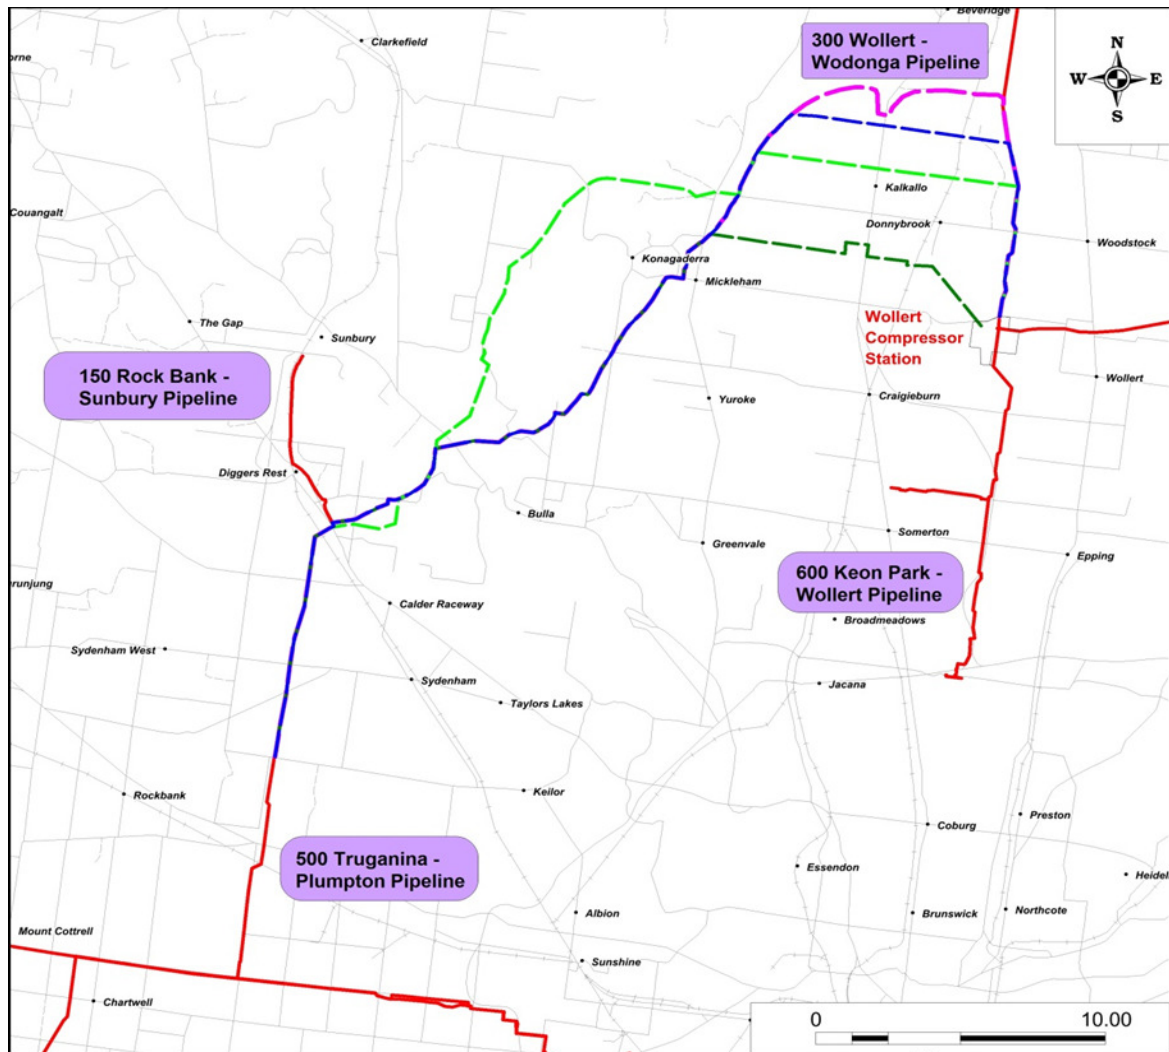 Beveridge
Clarkefield
300 Wollert -
Wodonga Pipeline
N
W E
S
orne
Kalkallo
Couangalt
Donnybrook
Woodstock
Konagaderra
Mickleham
The Gap
Sunbury
Wollert
Compressor
Station
150 Rock Bank -
Sunbury Pipeline
Wollert
Craigieburn
Yuroke
Diggers Rest
Bulla
Somerton
Greenvale
Epping
600 Keon Park -
Wollert Pipeline
Calder Raceway
Broadmeadows
Sydenham West
Sydenham
Jacana
Taylors Lakes
Keilor
Rockbank
Preston
Coburg
500 Truganina -
Plumpton Pipeline
Essendon
Heidel
Albion
Brunswick
Northcote
Mount Cottrell
Sunshine
Chartwell
0 10.00